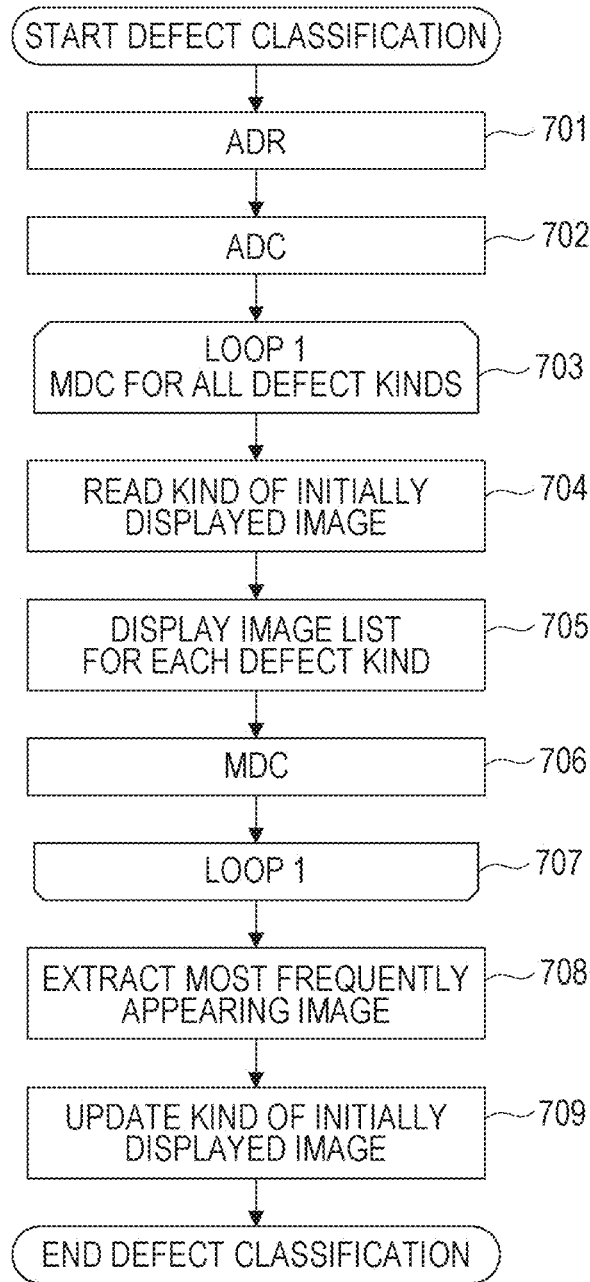 START DEFECT CLASSIFICATION
ADR
701
ADC
702
LOOP 1
MDC FOR ALL DEFECT KINDS
703
READ KIND OF INITIALLY
DISPLAYED IMAGE
704
DISPLAY IMAGE LIST
FOR EACH DEFECT KIND
705
MDC
706
LOOP 1
707
EXTRACT MOST FREQUENTLY
APPEARING IMAGE
708
UPDATE KIND OF INITIALLY
DISPLAYED IMAGE
709
END DEFECT CLASSIFICATION